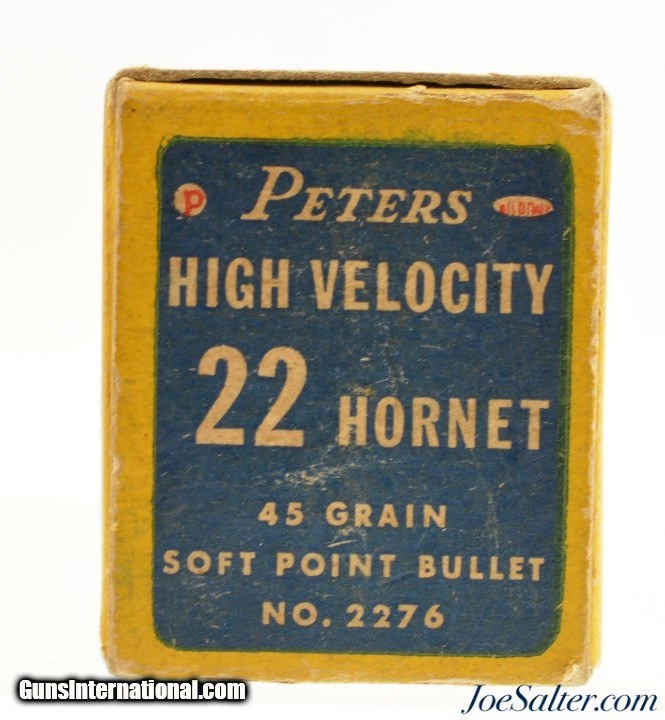 P PETERS
HIGH VELOCITY
22 HORNET
45 GRAIN
SOFT POINT BULLET
NO. 2276
GunsInternational.com JoeSalter.com